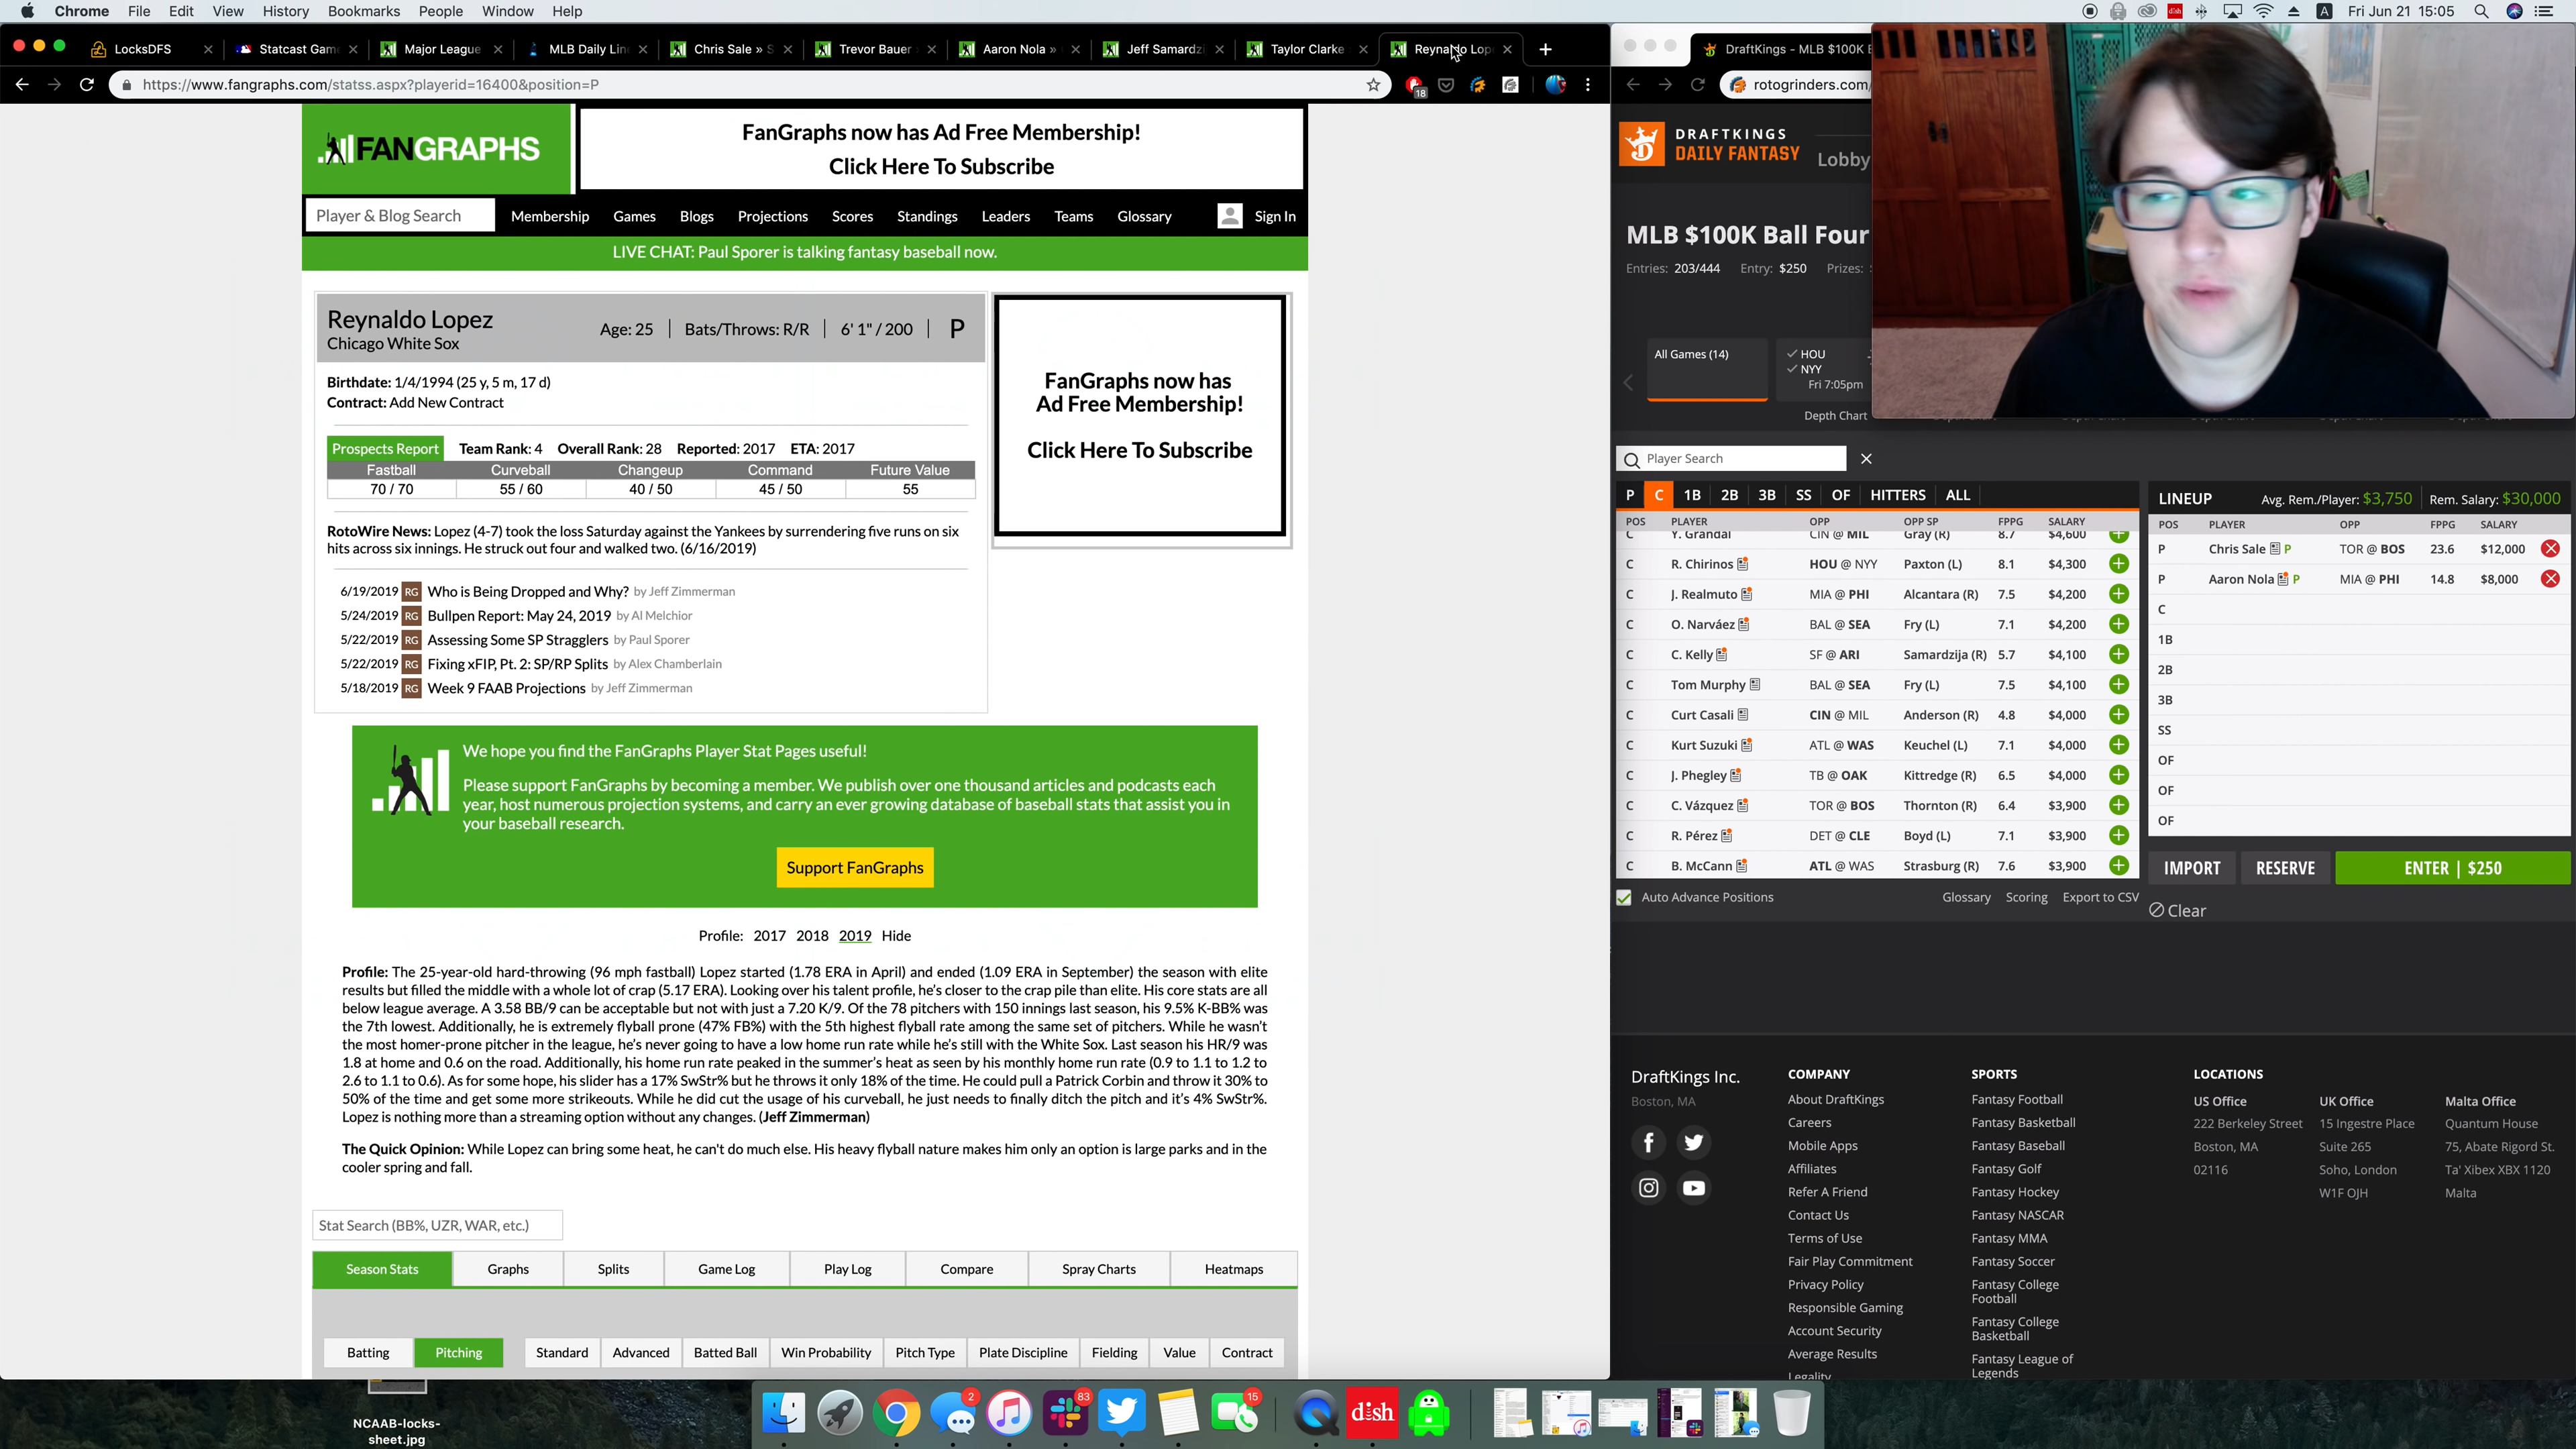 Chrome File Edit View History Bookmarks People Window Help
Fri Jun 21 15:05
LocksDFS
Statcast Gam
Major League
MLB Daily Lin
Chris Sale » S
Trevor Bauer
Aaron Nola »
Jeff Samardzi
Taylor Clarke
Reynaldo Lop
DraftKings - MLB $100K B
https://www.fangraphs.com/statss.aspx?playerid=16400&position=P
18
rotogrinders.com/
FANGRAPHS
FanGraphs now has Ad Free Membership!
Click Here To Subscribe
Player & Blog Search
Membership Games Blogs Projections Scores Standings Leaders Teams Glossary Sign In
LIVE CHAT: Paul Sporer is talking fantasy baseball now.
Reynaldo Lopez
Chicago White Sox
Age: 25 | Bats/Throws: R/R | 6' 1" / 200 | P
Birthdate: 1/4/1994 (25 y, 5 m, 17 d)
Contract: Add New Contract
Prospects Report Team Rank: 4 Overall Rank: 28 Reported: 2017 ETA: 2017
Fastball Curveball Changeup Command Future Value
70 / 70 55 / 60 40 / 50 45 / 50 55
RotoWire News: Lopez (4-7) took the loss Saturday against the Yankees by surrendering five runs on six
hits across six innings. He struck out four and walked two. (6/16/2019)
6/19/2019 RG Who is Being Dropped and Why? by Jeff Zimmerman
5/24/2019 RG Bullpen Report: May 24, 2019 by Al Melchior
5/22/2019 RG Assessing Some SP Stragglers by Paul Sporer
5/22/2019 RG Fixing xFIP, Pt. 2: SP/RP Splits by Alex Chamberlain
5/18/2019 RG Week 9 FAAB Projections by Jeff Zimmerman
FanGraphs now has
Ad Free Membership!
Click Here To Subscribe
We hope you find the FanGraphs Player Stat Pages useful!
Please support FanGraphs by becoming a member. We publish over one thousand articles and podcasts each
year, host numerous projection systems, and carry an ever growing database of baseball stats that assist you in
your baseball research.
Support FanGraphs
Profile: 2017 2018 2019 Hide
Profile: The 25-year-old hard-throwing (96 mph fastball) Lopez started (1.78 ERA in April) and ended (1.09 ERA in September) the season with elite
results but filled the middle with a whole lot of crap (5.17 ERA). Looking over his talent profile, he's closer to the crap pile than elite. His core stats are all
below league average. A 3.58 BB/9 can be acceptable but not with just a 7.20 K/9. Of the 78 pitchers with 150 innings last season, his 9.5% K-BB% was
the 7th lowest. Additionally, he is extremely flyball prone (47% FB%) with the 5th highest flyball rate among the same set of pitchers. While he wasn't
the most homer-prone pitcher in the league, he's never going to have a low home run rate while he's still with the White Sox. Last season his HR/9 was
1.8 at home and 0.6 on the road. Additionally, his home run rate peaked in the summer's heat as seen by his monthly home run rate (0.9 to 1.1 to 1.2 to
2.6 to 1.1 to 0.6). As for some hope, his slider has a 17% SwStr% but he throws it only 18% of the time. He could pull a Patrick Corbin and throw it 30% to
50% of the time and get some more strikeouts. While he did cut the usage of his curveball, he just needs to finally ditch the pitch and it's 4% SwStr%.
Lopez is nothing more than a streaming option without any changes. (Jeff Zimmerman)
The Quick Opinion: While Lopez can bring some heat, he can't do much else. His heavy flyball nature makes him only an option is large parks and in the
cooler spring and fall.
Stat Search (BB%, UZR, WAR, etc.)
Season Stats Graphs Splits Game Log Play Log Compare Spray Charts Heatmaps
Batting Pitching Standard Advanced Batted Ball Win Probability Pitch Type Plate Discipline Fielding Value Contract
DRAFTKINGS
DAILY FANTASY
Lobby
MLB $100K Ball Four
Entries: 203/444 Entry: $250 Prizes:
All Games (14)
HOU
NYY
Fri 7:05pm
Depth Chart
Player Search
P C 1B 2B 3B SS OF HITTERS ALL
POS PLAYER OPP OPP SP FPPG SALARY
C Y. Grandal CIN @ MIL Gray (R) 8.7 $4,600
C R. Chirinos HOU @ NYY Paxton (L) 8.1 $4,300
C J. Realmuto MIA @ PHI Alcantara (R) 7.5 $4,200
C O. Narváez BAL @ SEA Fry (L) 7.1 $4,200
C C. Kelly SF @ ARI Samardzija (R) 5.7 $4,100
C Tom Murphy BAL @ SEA Fry (L) 7.5 $4,100
C Curt Casali CIN @ MIL Anderson (R) 4.8 $4,000
C Kurt Suzuki ATL @ WAS Keuchel (L) 7.1 $4,000
C J. Phegley TB @ OAK Kittredge (R) 6.5 $4,000
C C. Vázquez TOR @ BOS Thornton (R) 6.4 $3,900
C R. Pérez DET @ CLE Boyd (L) 7.1 $3,900
C B. McCann ATL @ WAS Strasburg (R) 7.6 $3,900
Auto Advance Positions
Glossary Scoring Export to CSV
LINEUP Avg. Rem./Player: $3,750 Rem. Salary: $30,000
POS PLAYER OPP FPPG SALARY
P Chris Sale P TOR @ BOS 23.6 $12,000
P Aaron Nola P MIA @ PHI 14.8 $8,000
C
1B
2B
3B
SS
OF
OF
OF
IMPORT RESERVE ENTER | $250
Clear
DraftKings Inc.
Boston, MA
COMPANY
About DraftKings
Careers
Mobile Apps
Affiliates
Refer A Friend
Contact Us
Terms of Use
Fair Play Commitment
Privacy Policy
Responsible Gaming
Account Security
Average Results
Legality
SPORTS
Fantasy Football
Fantasy Basketball
Fantasy Baseball
Fantasy Golf
Fantasy Hockey
Fantasy NASCAR
Fantasy MMA
Fantasy Soccer
Fantasy College
Football
Fantasy College
Basketball
Fantasy League of
Legends
LOCATIONS
US Office
222 Berkeley Street
Boston, MA
02116
UK Office
15 Ingestre Place
Suite 265
Soho, London
W1F OJH
Malta Office
Quantum House
75, Abate Rigord St.
Ta' Xibex XBX 1120
Malta
NCAAB-locks-
sheet.jpg
2
83
15
dish